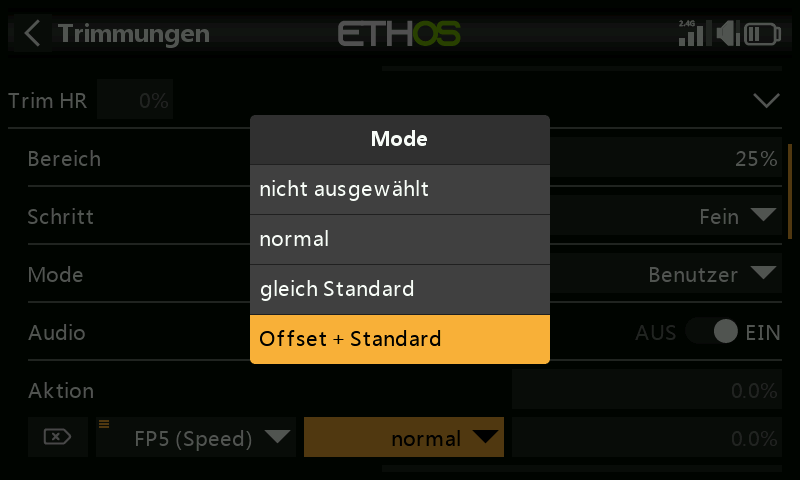 Trimmungen
ETHOS
2.4G
Trim HR 0%
Mode
Bereich 25%
nicht ausgewählt
Schritt Fein
normal
Mode Benutzer
gleich Standard
Audio AUS EIN
Offset + Standard
Aktion 0.0%
FP5 (Speed) normal 0.0%